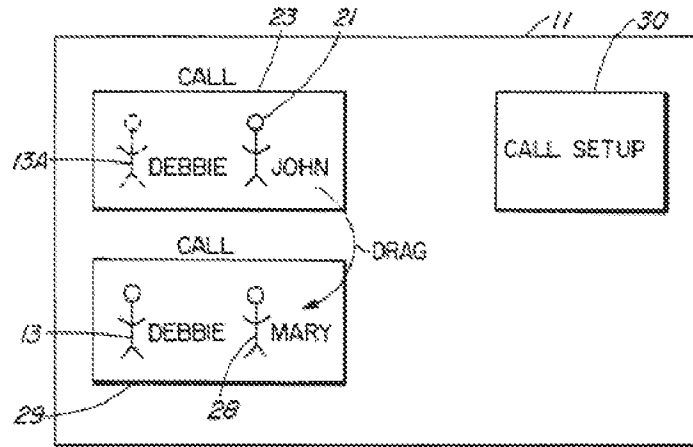 23 21 11 30
CALL
13A DEBBIE JOHN CALL SETUP
CALL DRAG
13 DEBBIE MARY
29 28